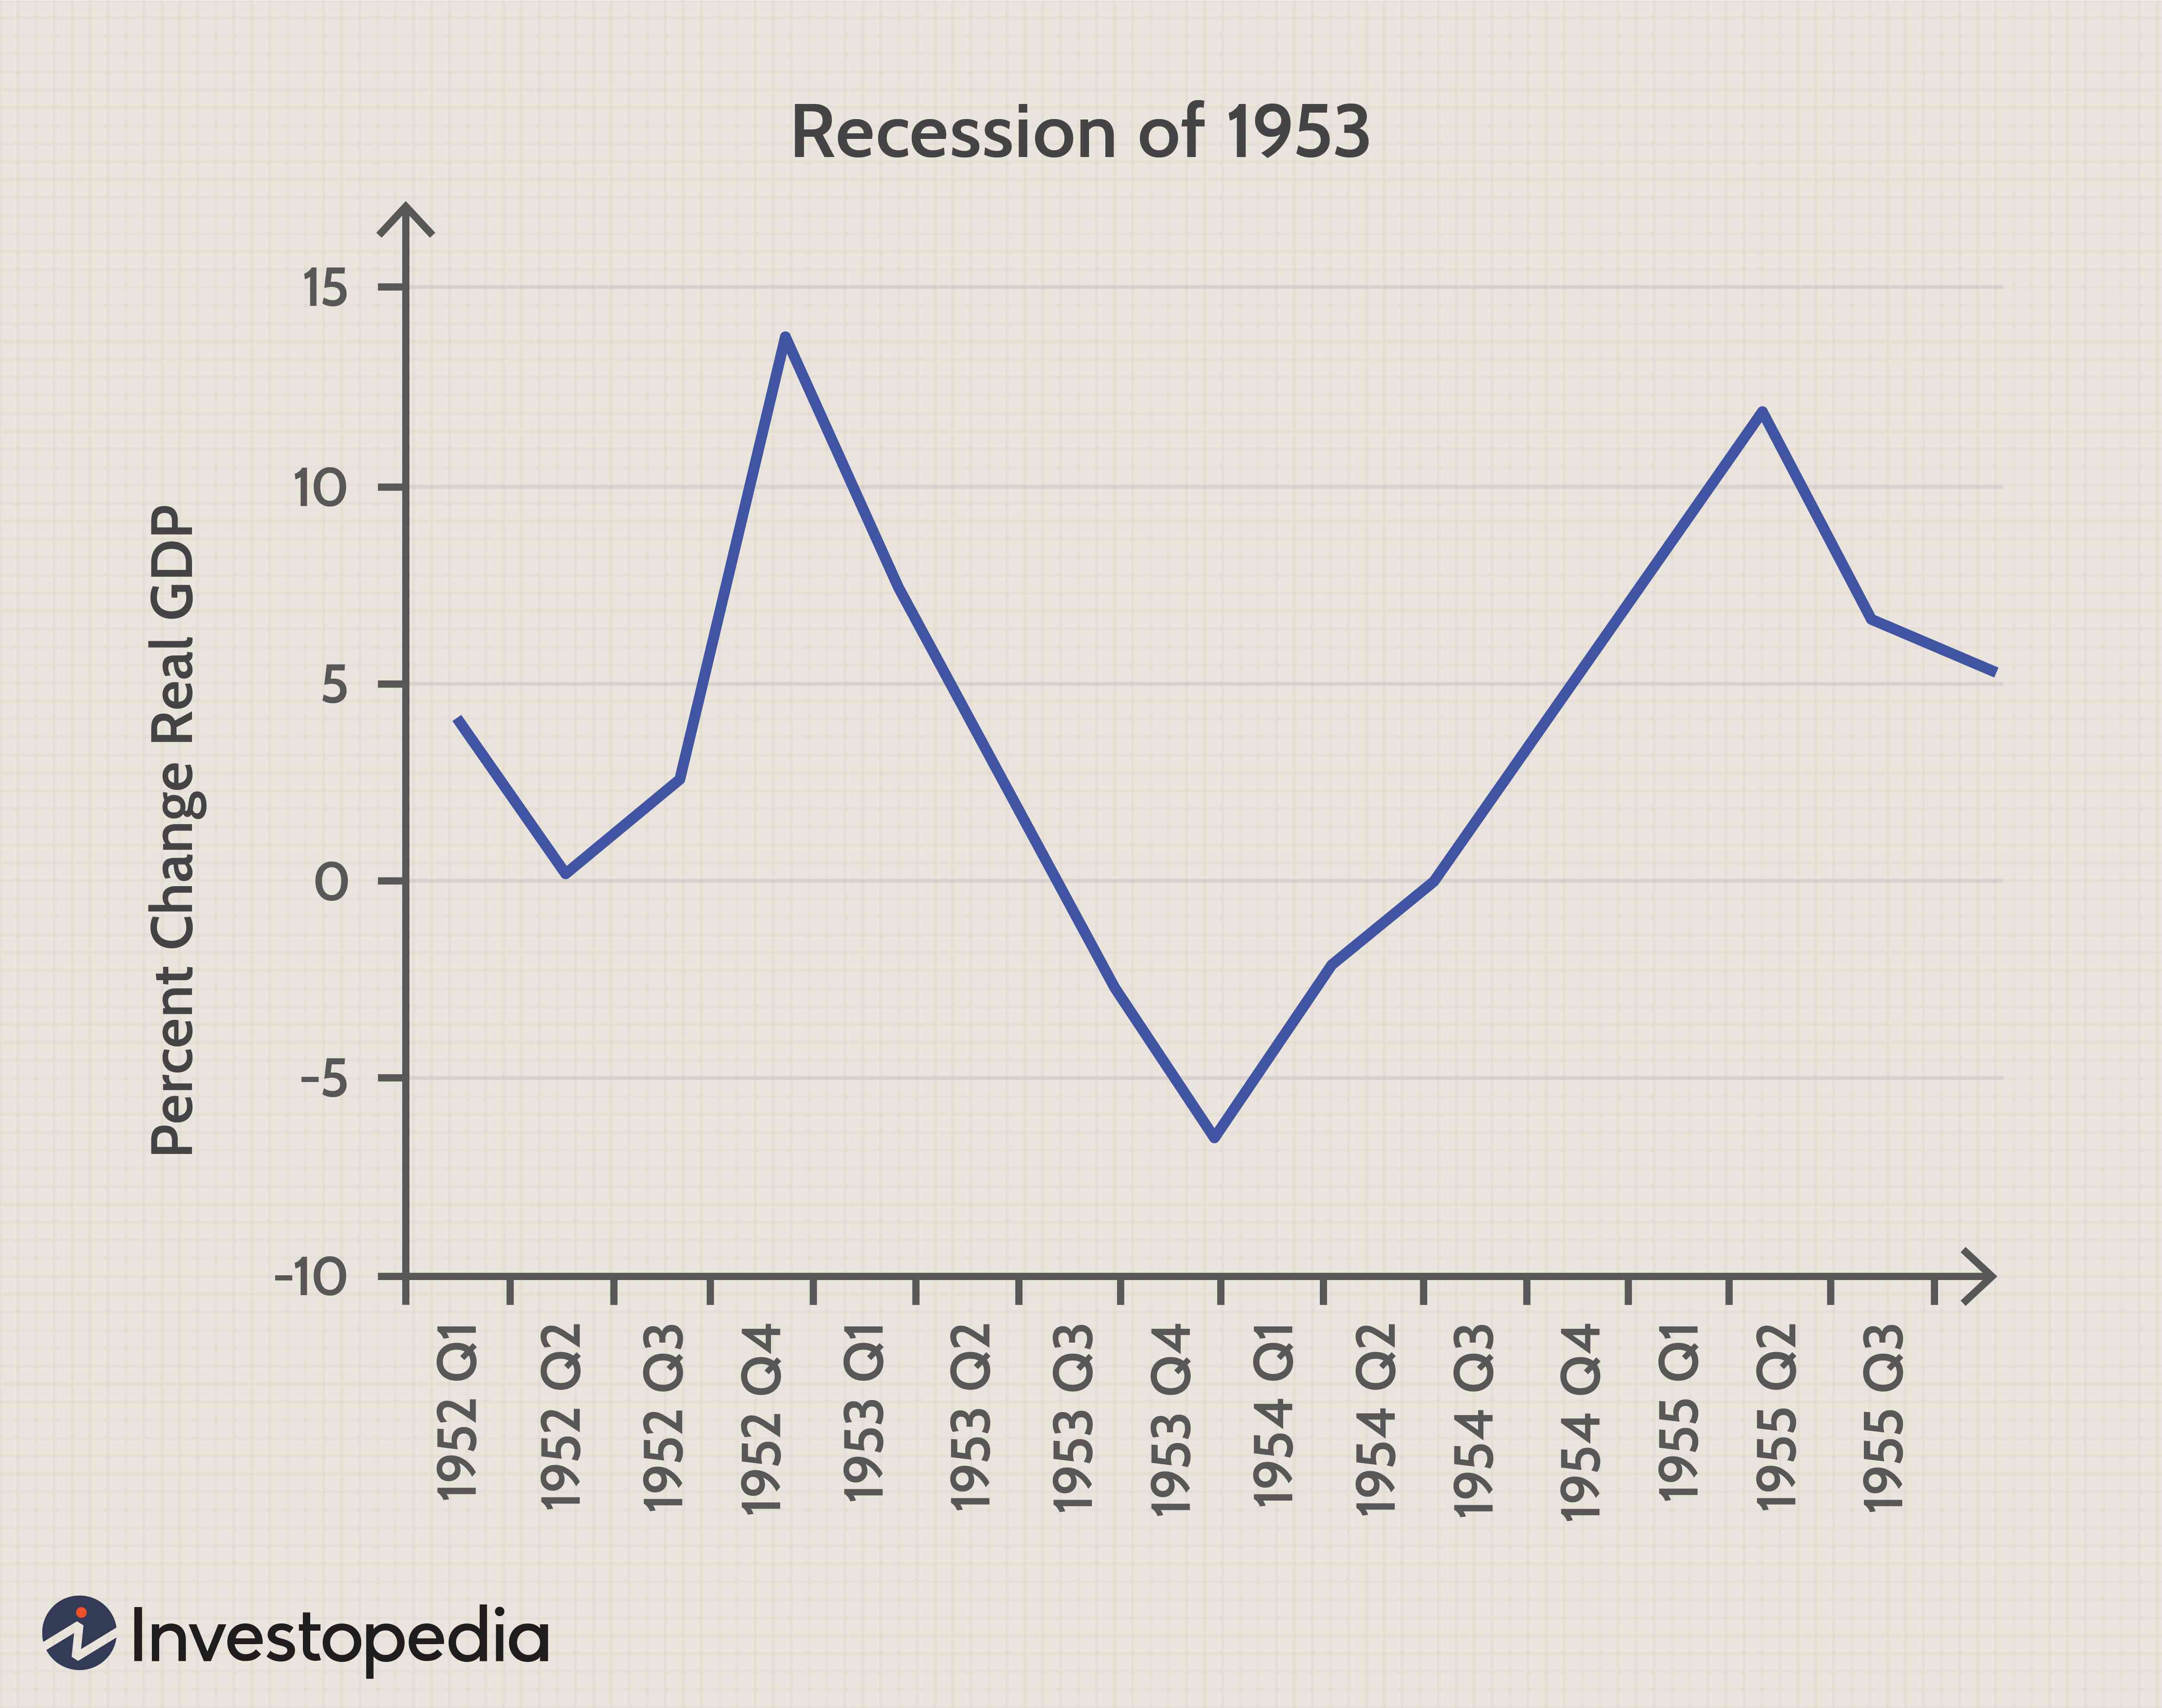 Recession of 1953
Percent Change Real GDP
15
10
5
0
-5
-10
1952 Q1
1952 Q2
1952 Q3
1952 Q4
1953 Q1
1953 Q2
1953 Q3
1953 Q4
1954 Q1
1954 Q2
1954 Q3
1954 Q4
1955 Q1
1955 Q2
1955 Q3
Investopedia